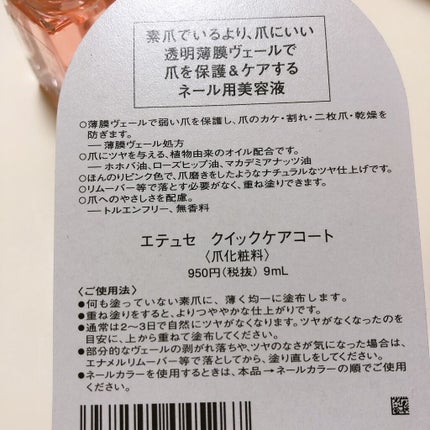 素爪でいるより、爪にいい
透明薄膜ヴェールで
爪を保護&ケアする
ネール用美容液
○薄膜ヴェールで弱い爪を保護し、爪のカケ・割れ・二枚爪・乾燥を
防ぎます。
―薄膜ヴェール処方
○爪にツヤを与える、植物由来のオイル配合です。
―ホホバ油、ローズヒップ油、マカデミアナッツ油
○ほんのりピンク色で、爪磨きをしたようなナチュラルなツヤ仕上げです。
○リムーバー等で落とす必要がなく、重ね塗りできます。
○爪へのやさしさを配慮。
―トルエンフリー、無香料
エテュセ クイックケアコート
〈爪化粧料〉
950円(税抜) 9mL
〈ご使用法〉
●何も塗っていない素爪に、薄く均一に塗布します。
●重ね塗りをすると、よりつややかな仕上がりです。
●通常は2～3日で自然にツヤがなくなります。ツヤがなくなったのを
目安に、上から重ねて塗布してください。
●部分的なヴェールの剥がれ落ちや、ツヤのなさが気になった場合は、
エナメルリムーバー等で落としてから、塗り直しをしてください。
●ネールカラーを使用するときは、本品→ネールカラーの順でご使用
ください。